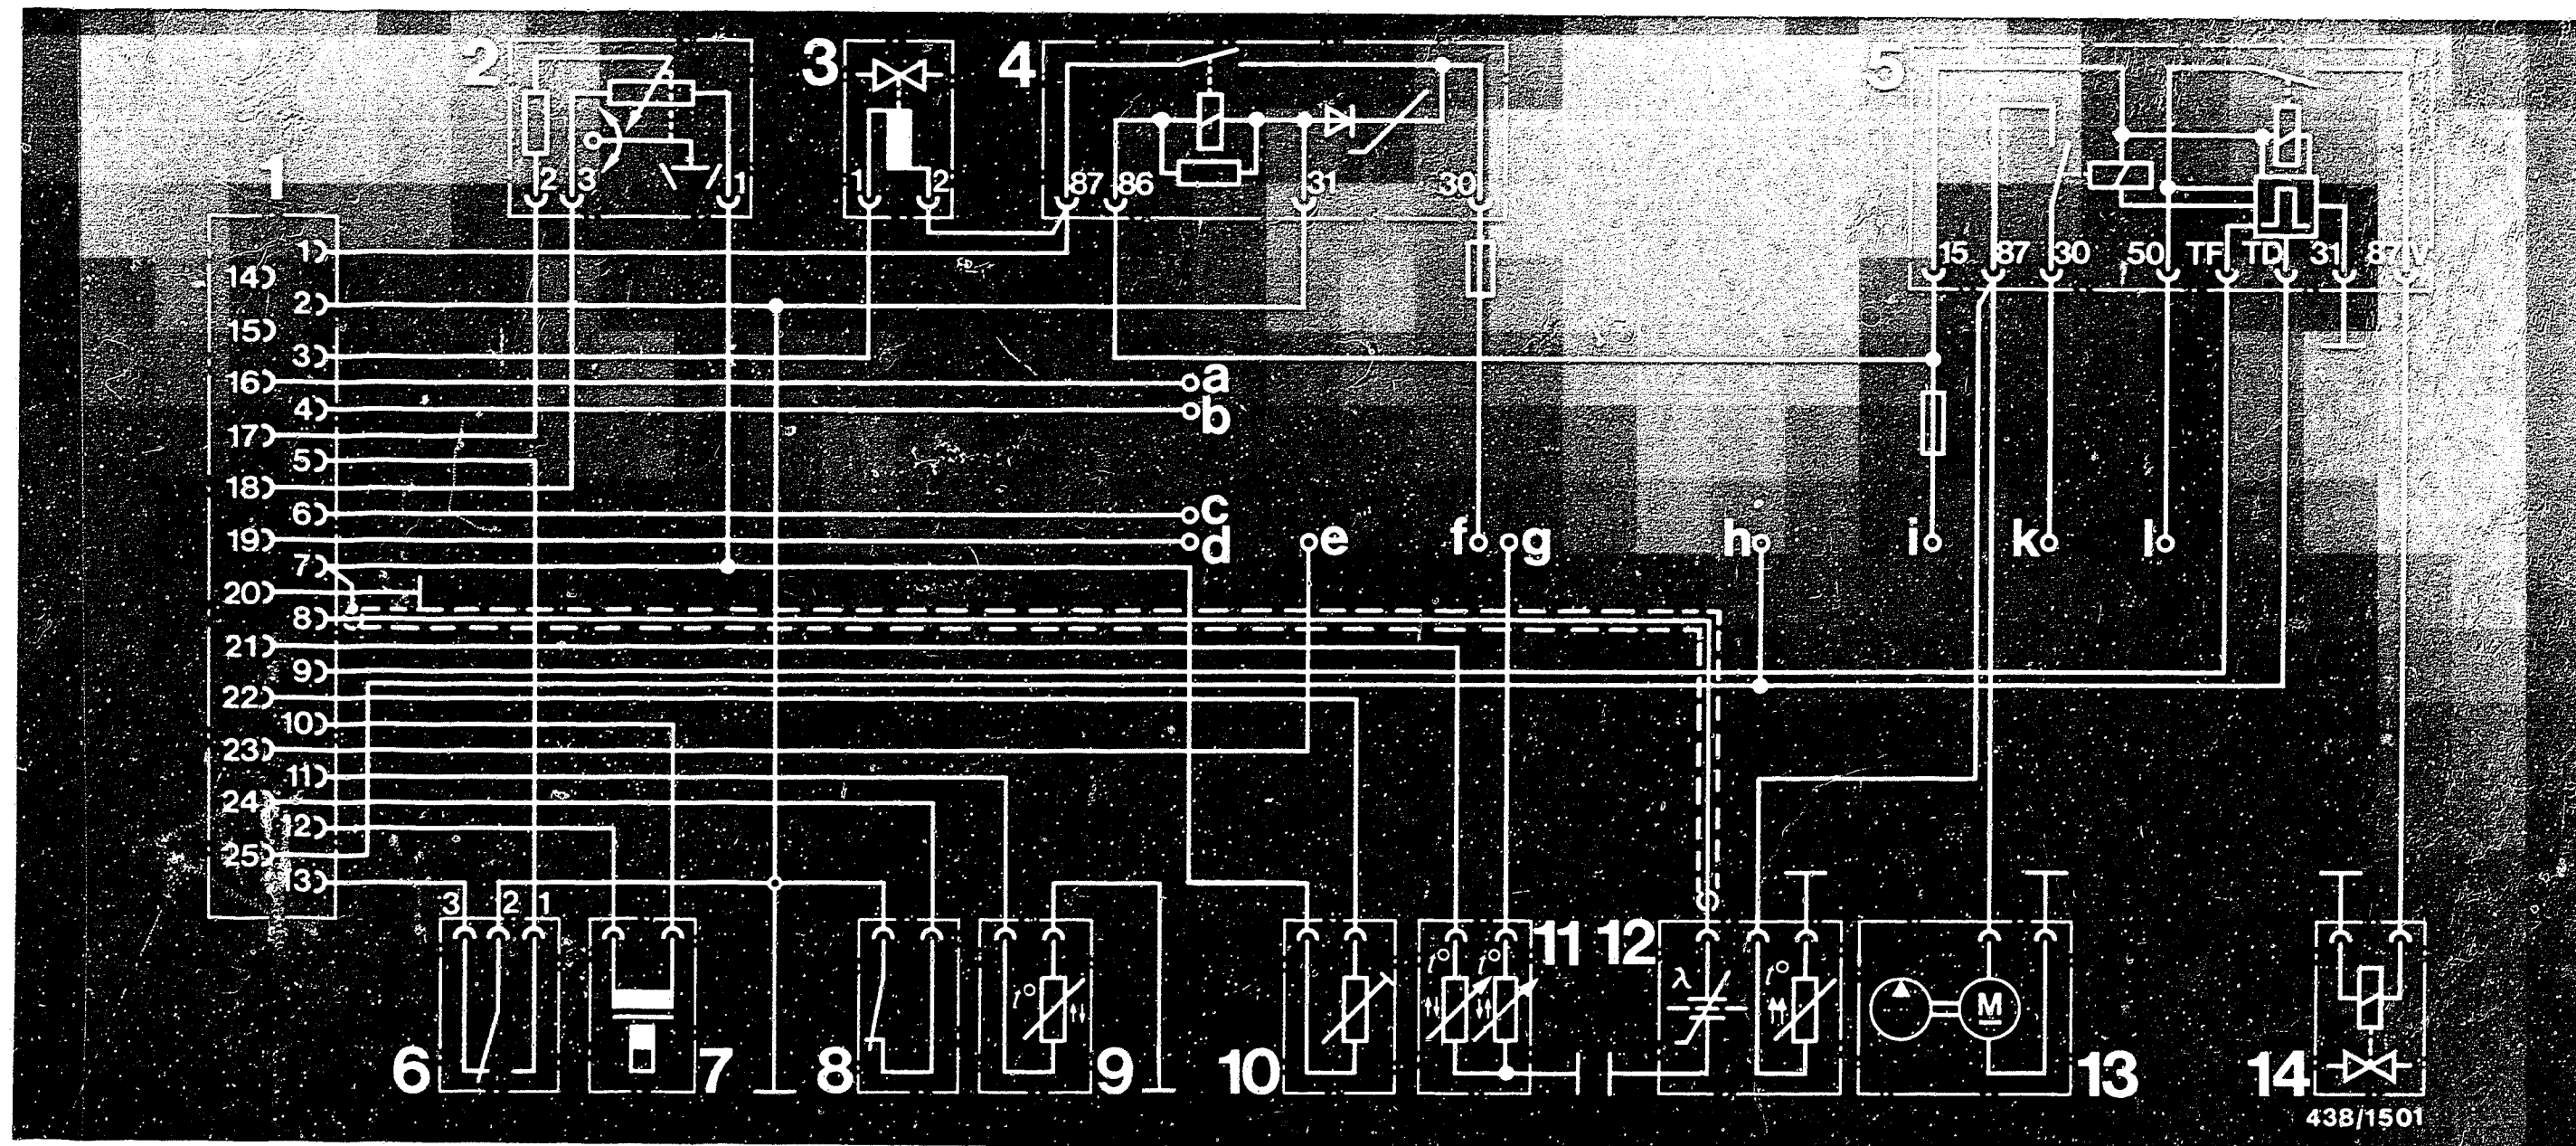 2 3 4 5
1
2 3 1
1 2
87 86 31 30
15 87 30 50 TF TD 31 87V
1
14
2
15
3
16 a
4 b
17
5
18
6 c
19 d e f g h i k l
7
20
8
21
9
22
10
23
11
24
12
25
13
3 2 1
11 12
t° t° λ t°
t° M
6 7 8 9 10 13 14
438/1501